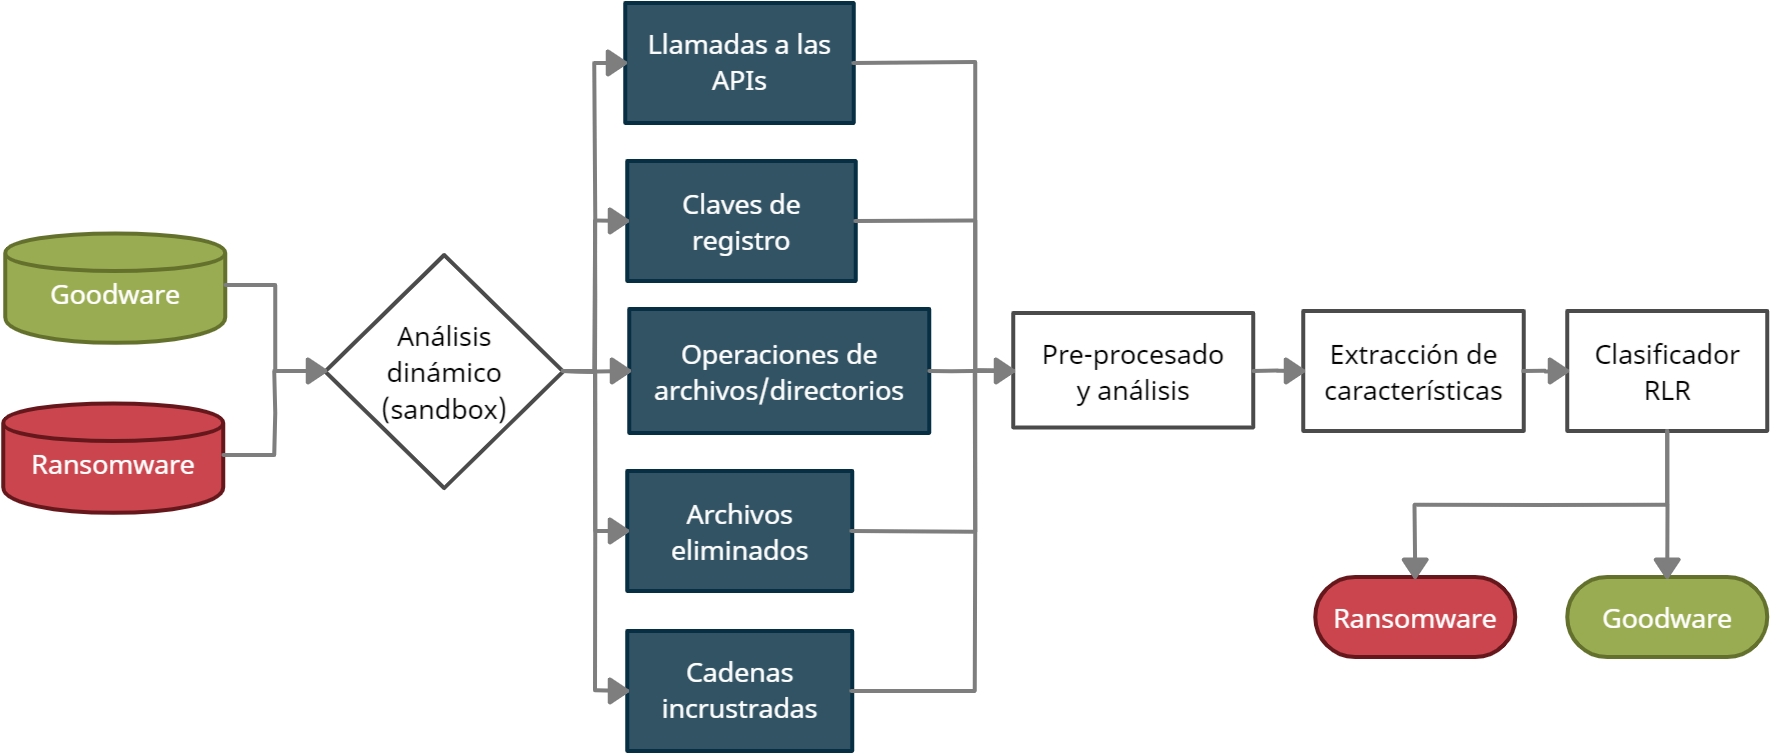 Goodware
Ransomware
Análisis
dinámico
(sandbox)
Llamadas a las
APIs
Claves de
registro
Operaciones de
archivos/directorios
Archivos
eliminados
Cadenas
incrustradas
Pre-procesado
y análisis
Extracción de
características
Clasificador
RLR
Ransomware
Goodware